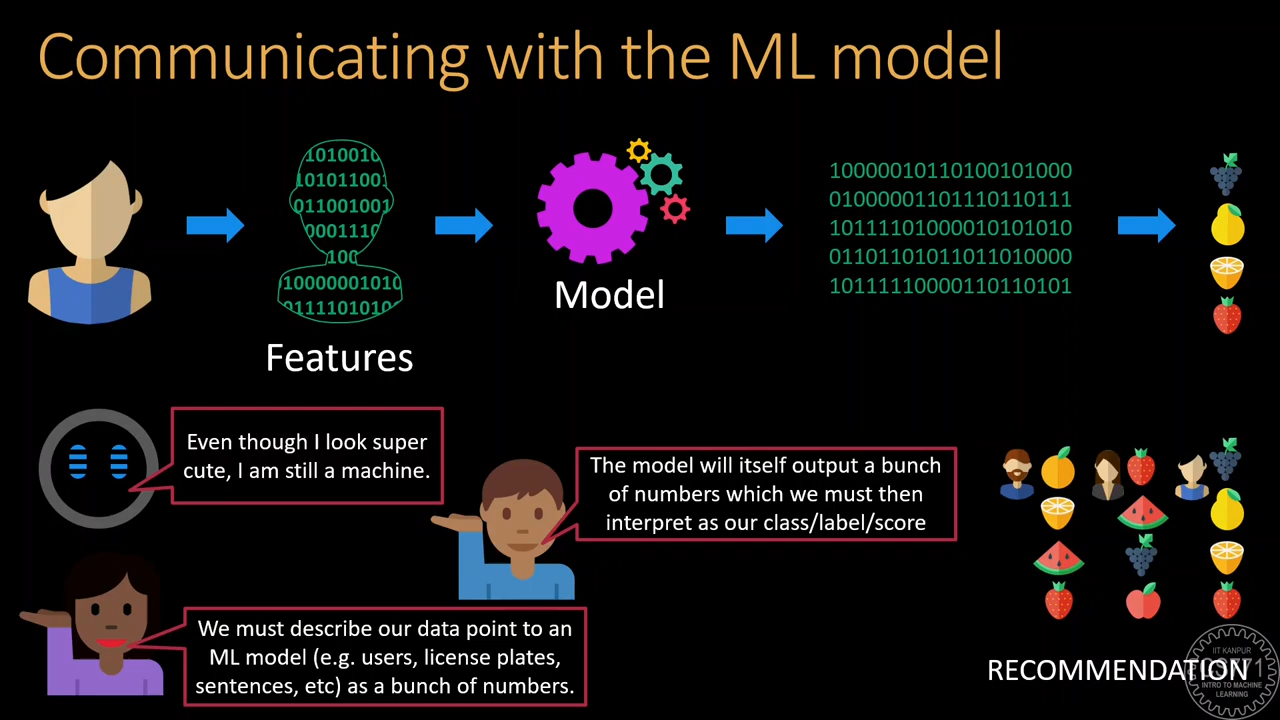 Communicating with the ML model
1010010
10101100
011001001
0001110
100
10000001010
01111010100
Features
Model
10000010110100101000
01000001101110110111
10111101000010101010
01101101011011010000
10111110000110110101
Even though I look super
cute, I am still a machine.
The model will itself output a bunch
of numbers which we must then
interpret as our class/label/score
We must describe our data point to an
ML model (e.g. users, license plates,
sentences, etc) as a bunch of numbers.
RECOMMENDATION
IIT KANPUR
INTRO TO MACHINE
LEARNING